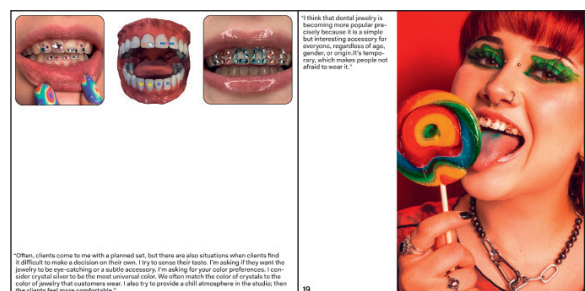 "I think that dental jewelry is
becoming more popular pre-
cisely because it is a simple
but interesting accessory for
everyone, regardless of age,
gender, or origin.It's tempo-
rary, which makes people not
afraid to wear it."
"Often, clients come to me with a planned set, but there are also situations when clients find
it difficult to make a decision on their own. I try to sense their taste. I'm asking if they want the
jewelry to be eye-catching or a subtle accessory. I'm asking for your color preferences. I con-
sider crystal silver to be the most universal color. We often match the color of crystals to the
color of jewelry that customers wear. I also try to provide a chill atmosphere in the studio; then
the clients feel more comfortable."
19